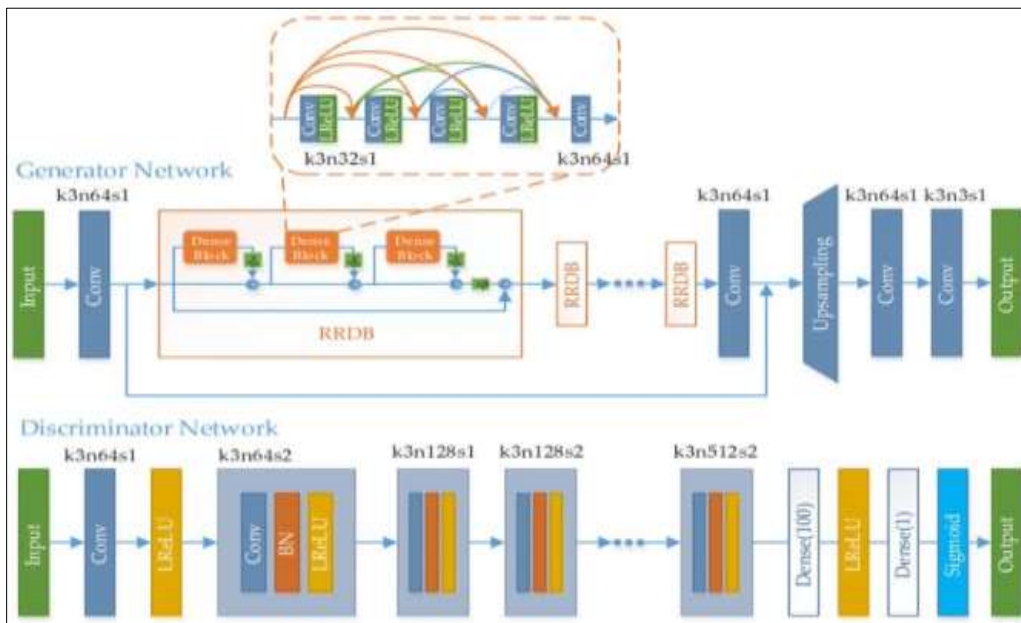 Conv LReLU Conv LReLU Conv LReLU Conv LReLU Conv
k3n32s1 k3n64s1
Generator Network
k3n64s1 k3n64s1 k3n64s1 k3n3s1
Input Conv Dense Block Dense Block Dense Block RRDB RRDB RRDB Conv Upsampling Conv Conv Output
Discriminator Network
k3n64s1 k3n64s2 k3n128s1 k3n128s2 k3n512s2
Input Conv LReLU Conv BN LReLU Dense(100) LReLU Dense(1) Sigmoid Output